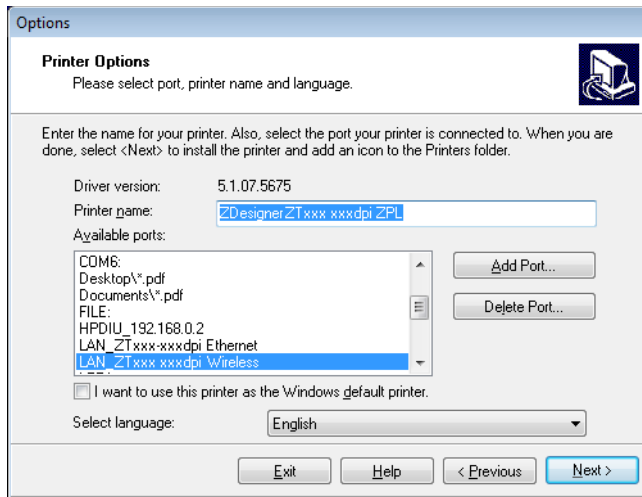 Options
Printer Options
Please select port, printer name and language.
Enter the name for your printer. Also, select the port your printer is connected to. When you are
done, select <Next> to install the printer and add an icon to the Printers folder.
Driver version: 5.1.07.5675
Printer name: ZDesignerZTxxx xxxdpi ZPL
Available ports:
COM6:
Desktop\*.pdf
Documents\*.pdf
FILE:
HPDIU_192.168.0.2
LAN_ZTxxx-xxxdpi Ethernet
LAN_ZTxxx xxxdpi Wireless
Add Port...
Delete Port...
I want to use this printer as the Windows default printer.
Select language: English
Exit Help < Previous Next >